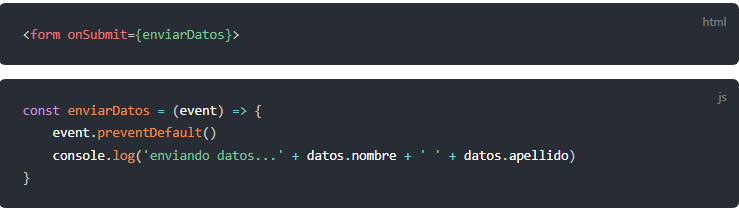 html
<form onSubmit={enviarDatos}>
js
const enviarDatos = (event) => {
    event.preventDefault()
    console.log('enviando datos...' + datos.nombre + ' ' + datos.apellido)
}